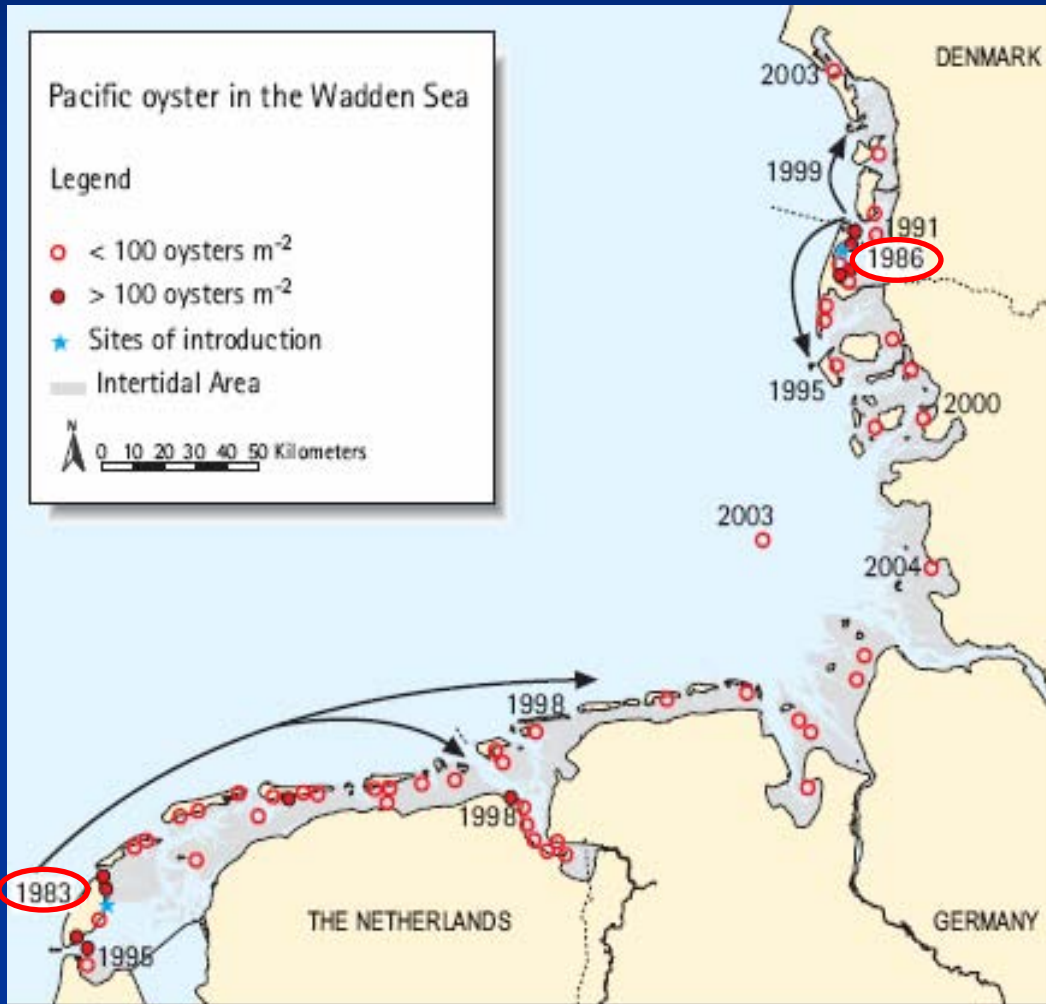 Pacific oyster in the Wadden Sea
Legend
< 100 oysters m⁻²
> 100 oysters m⁻²
Sites of introduction
Intertidal Area
N
0 10 20 30 40 50 Kilometers
DENMARK
2003
1999
1991
1986
1995
2000
2003
2004
1998
1998
1983
1995
THE NETHERLANDS
GERMANY